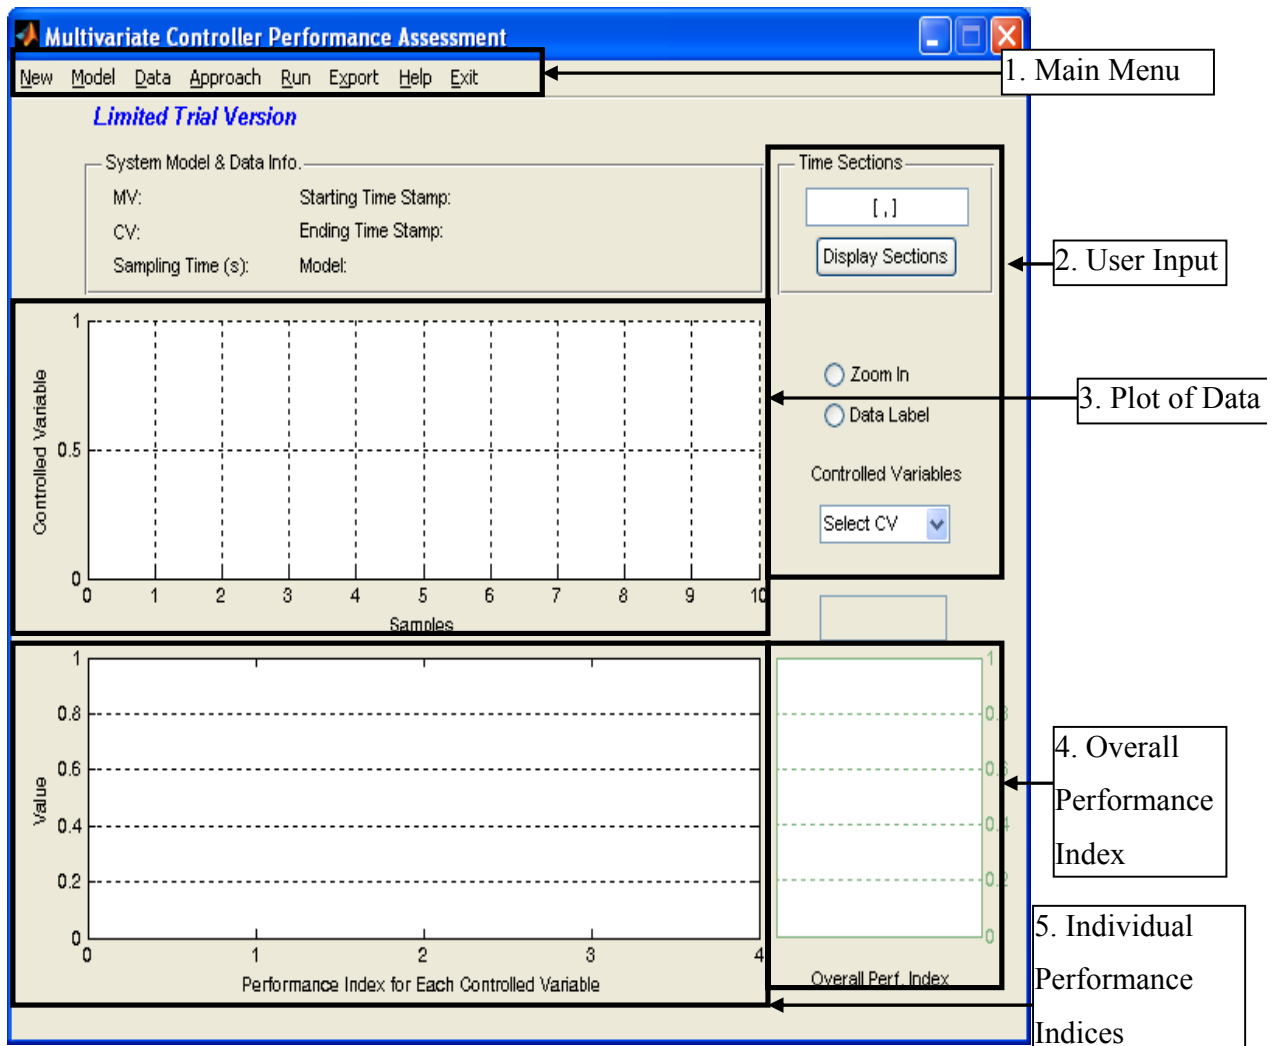 Multivariate Controller Performance Assessment
New Model Data Approach Run Export Help Exit
1. Main Menu
Limited Trial Version
System Model & Data Info.
MV: Starting Time Stamp:
CV: Ending Time Stamp:
Sampling Time (s): Model:
Time Sections
[ , ]
Display Sections
2. User Input
Controlled Variable
1
0.5
0
0 1 2 3 4 5 6 7 8 9 10
Samples
Zoom In
Data Label
3. Plot of Data
Controlled Variables
Select CV
Value
1
0.8
0.6
0.4
0.2
0
0 1 2 3 4
Performance Index for Each Controlled Variable
1
0.8
0.6
0.4
0.2
0
Overall Perf. Index
4. Overall
Performance
Index
5. Individual
Performance
Indices